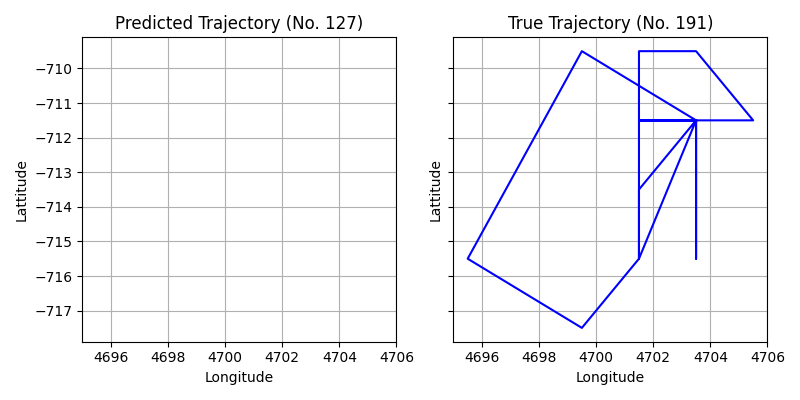 Predicted Trajectory (No. 127)
−710
−711
−712
−713
−714
−715
−716
−717
Lattitude
4696 4698 4700 4702 4704 4706
Longitude
True Trajectory (No. 191)
Lattitude
4696 4698 4700 4702 4704 4706
Longitude